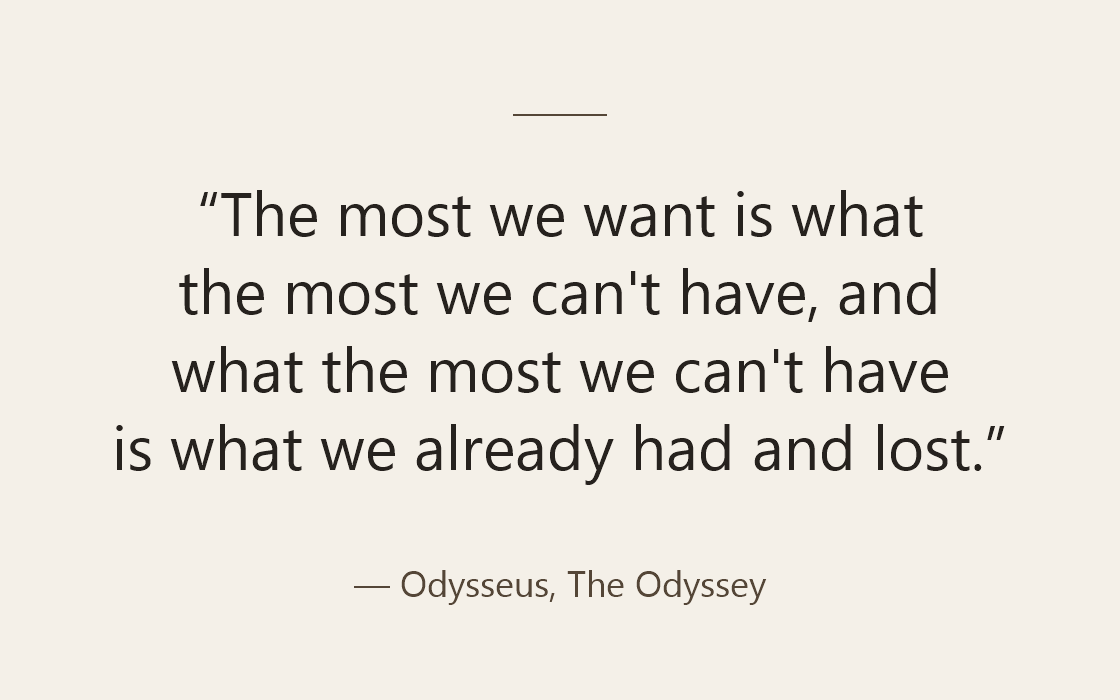 “The most we want is what
the most we can't have, and
what the most we can't have
is what we already had and lost.”
— Odysseus, The Odyssey